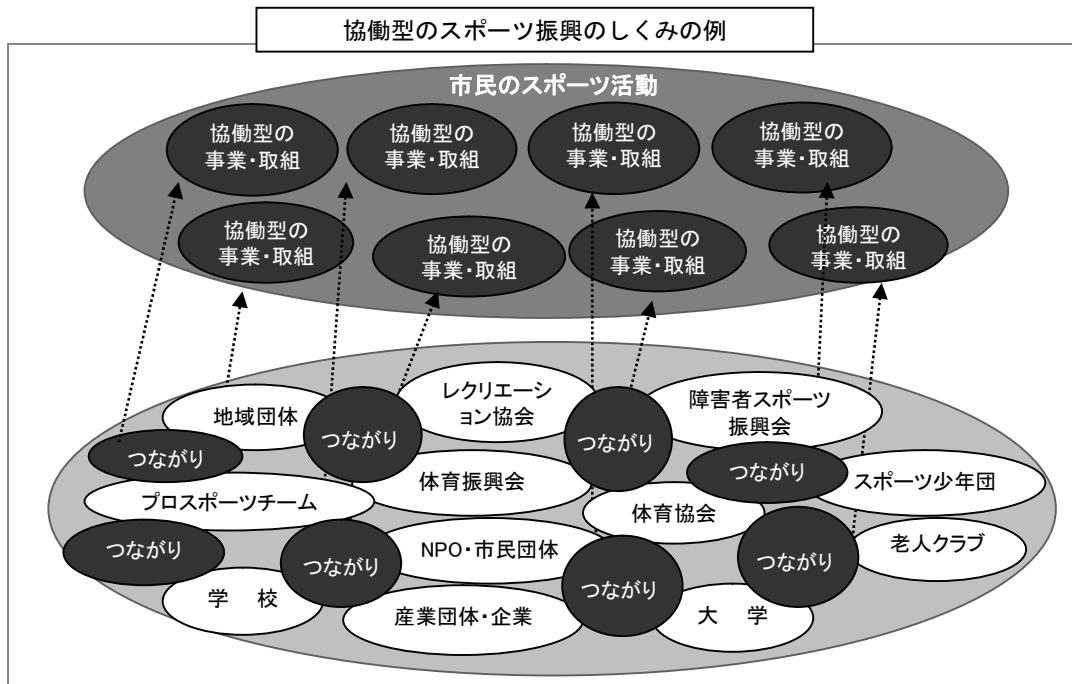 協働型のスポーツ振興のしくみの例
市民のスポーツ活動
協働型の
事業・取組
協働型の
事業・取組
協働型の
事業・取組
協働型の
事業・取組
協働型の
事業・取組
協働型の
事業・取組
協働型の
事業・取組
協働型の
事業・取組
地域団体
つながり
レクリエーシ
ョン協会
つながり
障害者スポーツ
振興会
つながり
プロスポーツチーム
体育振興会
体育協会
つながり
スポーツ少年団
つながり
学　校
つながり
NPO・市民団体
産業団体・企業
つながり
大　学
つながり
老人クラブ